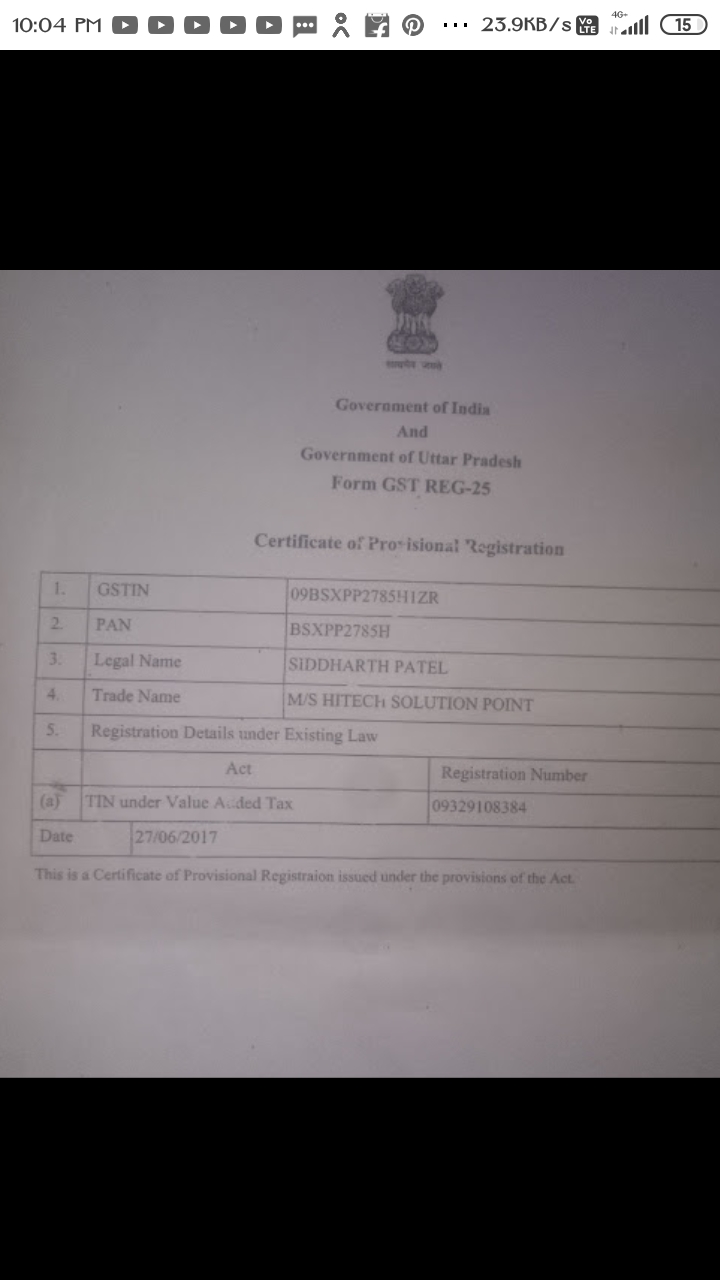 10:04 PM ... 23.9KB/s Vo LTE 4G+ 15
सत्यमेव जयते
Government of India
And
Government of Uttar Pradesh
Form GST REG-25
Certificate of Provisional Registration
1. GSTIN 09BSXPP2785H1ZR
2. PAN BSXPP2785H
3. Legal Name SIDDHARTH PATEL
4. Trade Name M/S HITECH SOLUTION POINT
5. Registration Details under Existing Law
Act Registration Number
(a) TIN under Value Added Tax 09329108384
Date 27/06/2017
This is a Certificate of Provisional Registraion issued under the provisions of the Act.